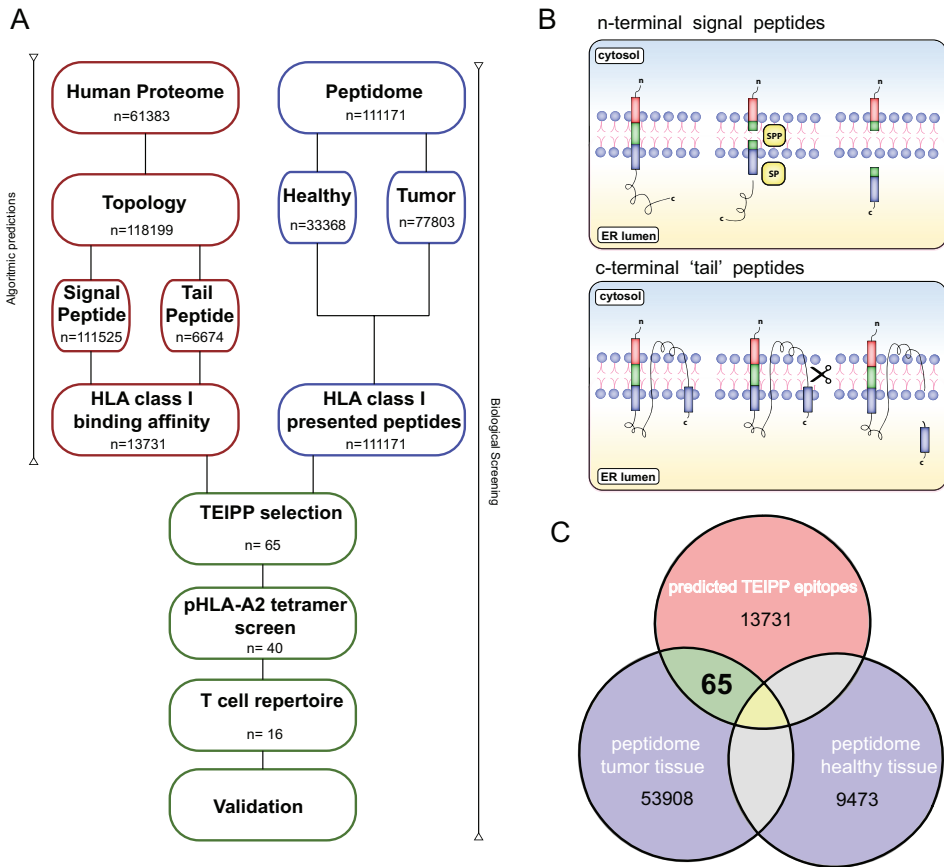 A
Algoritmic predictions
Human Proteome
n=61383
Topology
n=118199
Signal
Peptide
n=111525
Tail
Peptide
n=6674
HLA class I
binding affinity
n=13731
Peptidome
n=111171
Healthy
n=33368
Tumor
n=77803
HLA class I
presented peptides
n=111171
Biological Screening
TEIPP selection
n= 65
pHLA-A2 tetramer
screen
n= 40
T cell repertoire
n= 16
Validation
B
n-terminal signal peptides
cytosol
n
n
n
SPP
SP
c
c
c
ER lumen
c-terminal 'tail' peptides
cytosol
n
n
n
c
c
c
ER lumen
C
predicted TEIPP epitopes
13731
65
peptidome
tumor tissue
53908
peptidome
healthy tissue
9473